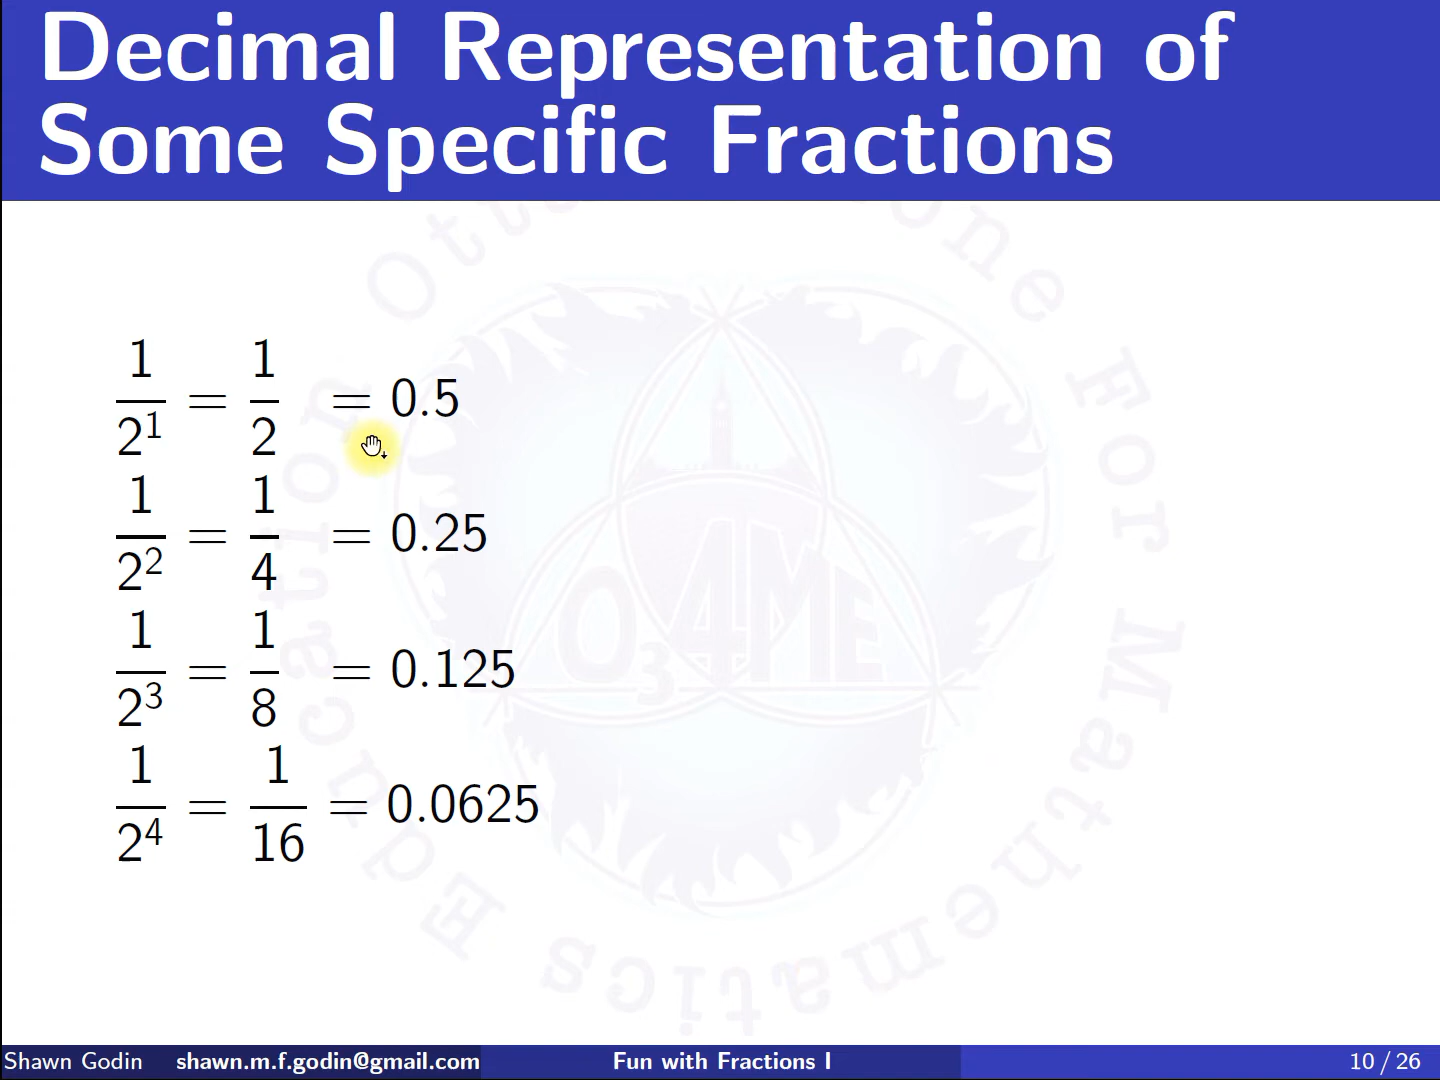 Decimal Representation of
Some Specific Fractions
1/2^1 = 1/2 = 0.5
1/2^2 = 1/4 = 0.25
1/2^3 = 1/8 = 0.125
1/2^4 = 1/16 = 0.0625
O34ME
Shawn Godin shawn.m.f.godin@gmail.com Fun with Fractions I 10 / 26